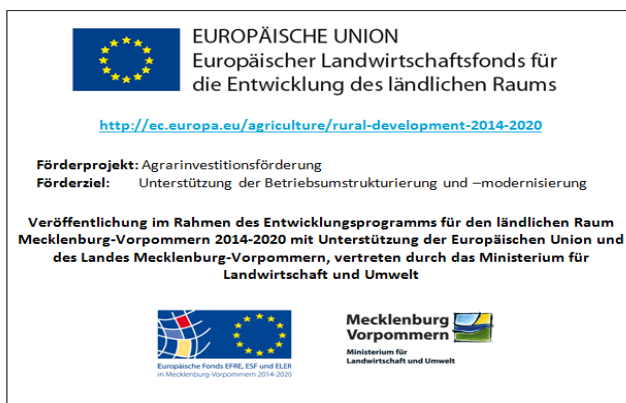 EUROPÄISCHE UNION
Europäischer Landwirtschaftsfonds für
die Entwicklung des ländlichen Raums
http://ec.europa.eu/agriculture/rural-development-2014-2020
Förderprojekt: Agrarinvestitionsförderung
Förderziel: Unterstützung der Betriebsumstrukturierung und –modernisierung
Veröffentlichung im Rahmen des Entwicklungsprogramms für den ländlichen Raum
Mecklenburg-Vorpommern 2014-2020 mit Unterstützung der Europäischen Union und
des Landes Mecklenburg-Vorpommern, vertreten durch das Ministerium für
Landwirtschaft und Umwelt
Europäische Fonds EFRE, ESF und ELER
in Mecklenburg-Vorpommern 2014-2020
Mecklenburg
Vorpommern
Ministerium für
Landwirtschaft und Umwelt